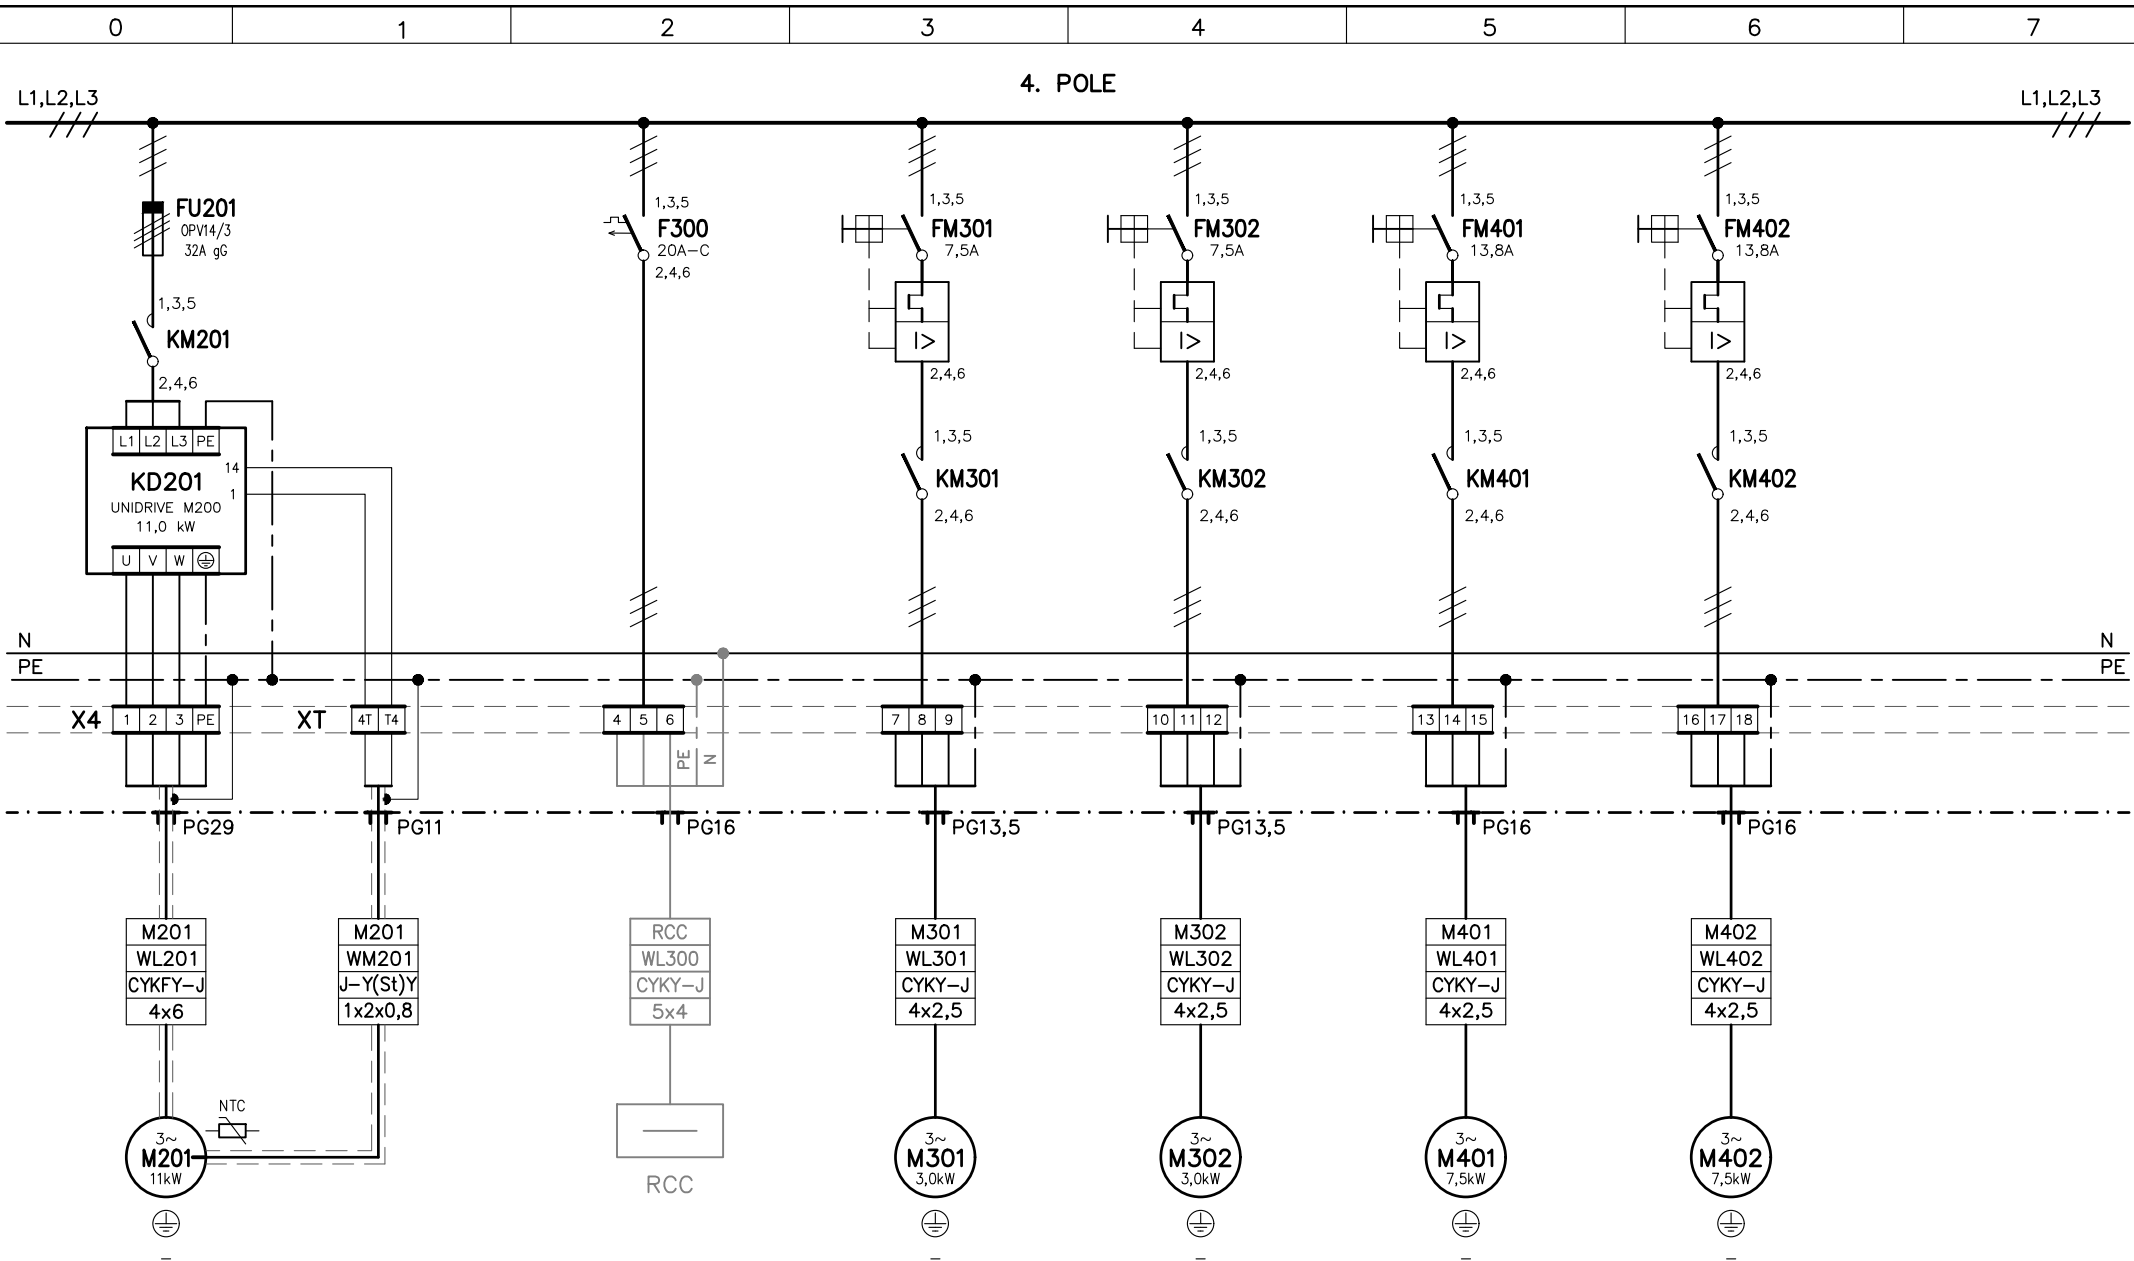 0 1 2 3 4 5 6 7
4. POLE
L1,L2,L3 L1,L2,L3
1,3,5 1,3,5 1,3,5 1,3,5 1,3,5
FU201 F300 FM301 FM302 FM401 FM402
OPV14/3 20A-C 7,5A 7,5A 13,8A 13,8A
32A gG 2,4,6
1,3,5
KM201 I> I> I> I>
2,4,6 2,4,6 2,4,6 2,4,6 2,4,6
L1 L2 L3 PE 1,3,5 1,3,5 1,3,5 1,3,5
14
KD201 KM301 KM302 KM401 KM402
1
UNIDRIVE M200 2,4,6 2,4,6 2,4,6 2,4,6
11,0 kW
U V W
N N
PE PE
X4 1 2 3 PE XT 4T T4 4 5 6 7 8 9 10 11 12 13 14 15 16 17 18
PE N
PG29 PG11 PG16 PG13,5 PG13,5 PG16 PG16
M201 M201 RCC M301 M302 M401 M402
WL201 WM201 WL300 WL301 WL302 WL401 WL402
CYKFY-J J-Y(St)Y CYKY-J CYKY-J CYKY-J CYKY-J CYKY-J
4x6 1x2x0,8 5x4 4x2,5 4x2,5 4x2,5 4x2,5
NTC
3~ 3~ 3~ 3~ 3~
M201 M301 M302 M401 M402
11kW 3,0kW 3,0kW 7,5kW 7,5kW
RCC
- - - - -